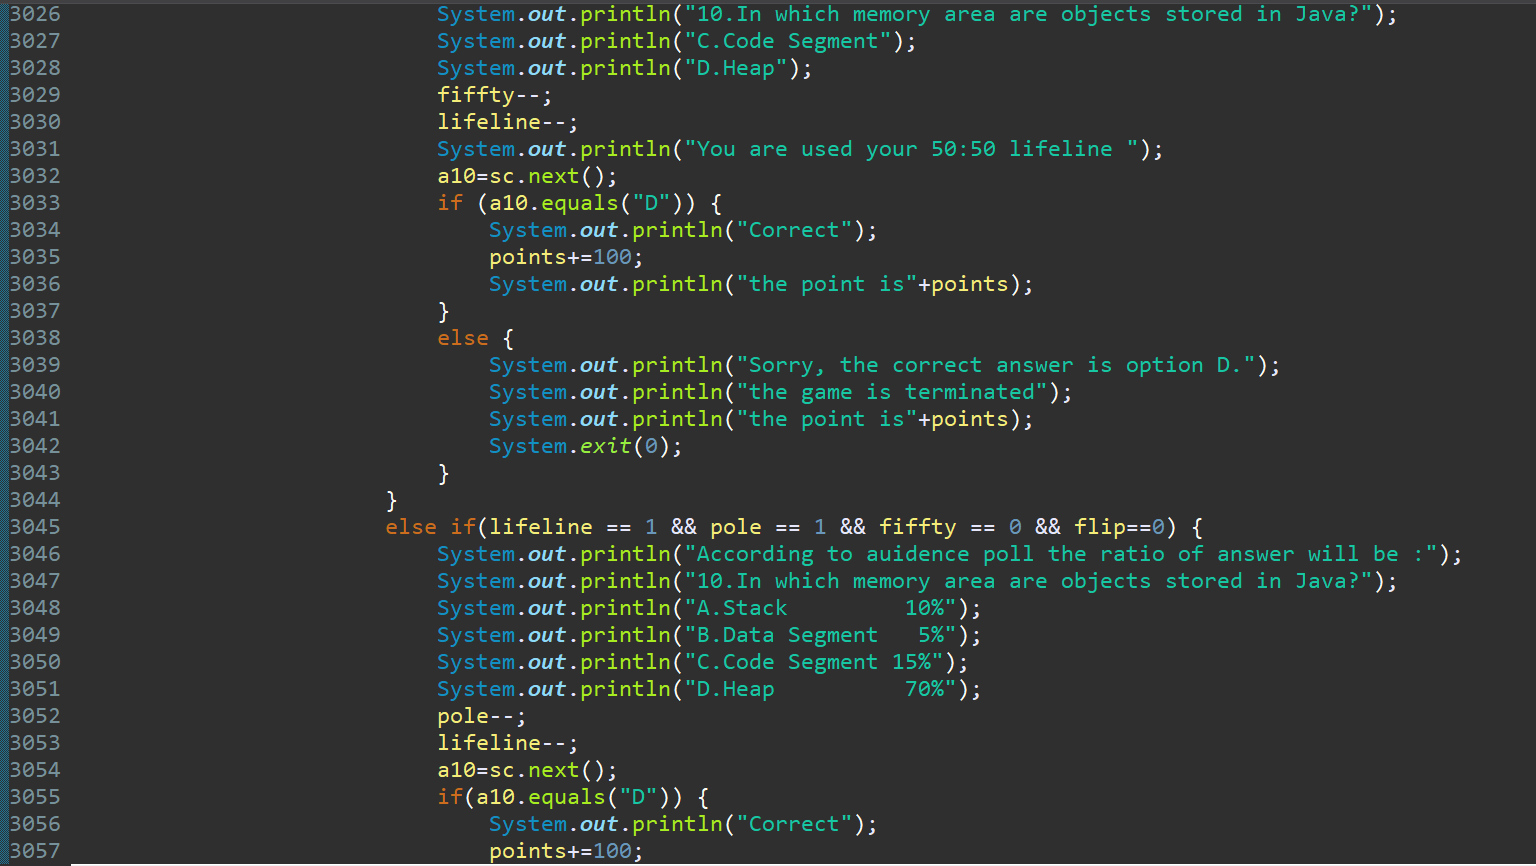 3026 System.out.println("10.In which memory area are objects stored in Java?");
3027 System.out.println("C.Code Segment");
3028 System.out.println("D.Heap");
3029 fiffty--;
3030 lifeline--;
3031 System.out.println("You are used your 50:50 lifeline ");
3032 a10=sc.next();
3033 if (a10.equals("D")) {
3034 System.out.println("Correct");
3035 points+=100;
3036 System.out.println("the point is"+points);
3037 }
3038 else {
3039 System.out.println("Sorry, the correct answer is option D.");
3040 System.out.println("the game is terminated");
3041 System.out.println("the point is"+points);
3042 System.exit(0);
3043 }
3044 }
3045 else if(lifeline == 1 && pole == 1 && fiffty == 0 && flip==0) {
3046 System.out.println("According to auidence poll the ratio of answer will be :");
3047 System.out.println("10.In which memory area are objects stored in Java?");
3048 System.out.println("A.Stack         10%");
3049 System.out.println("B.Data Segment   5%");
3050 System.out.println("C.Code Segment 15%");
3051 System.out.println("D.Heap          70%");
3052 pole--;
3053 lifeline--;
3054 a10=sc.next();
3055 if(a10.equals("D")) {
3056 System.out.println("Correct");
3057 points+=100;